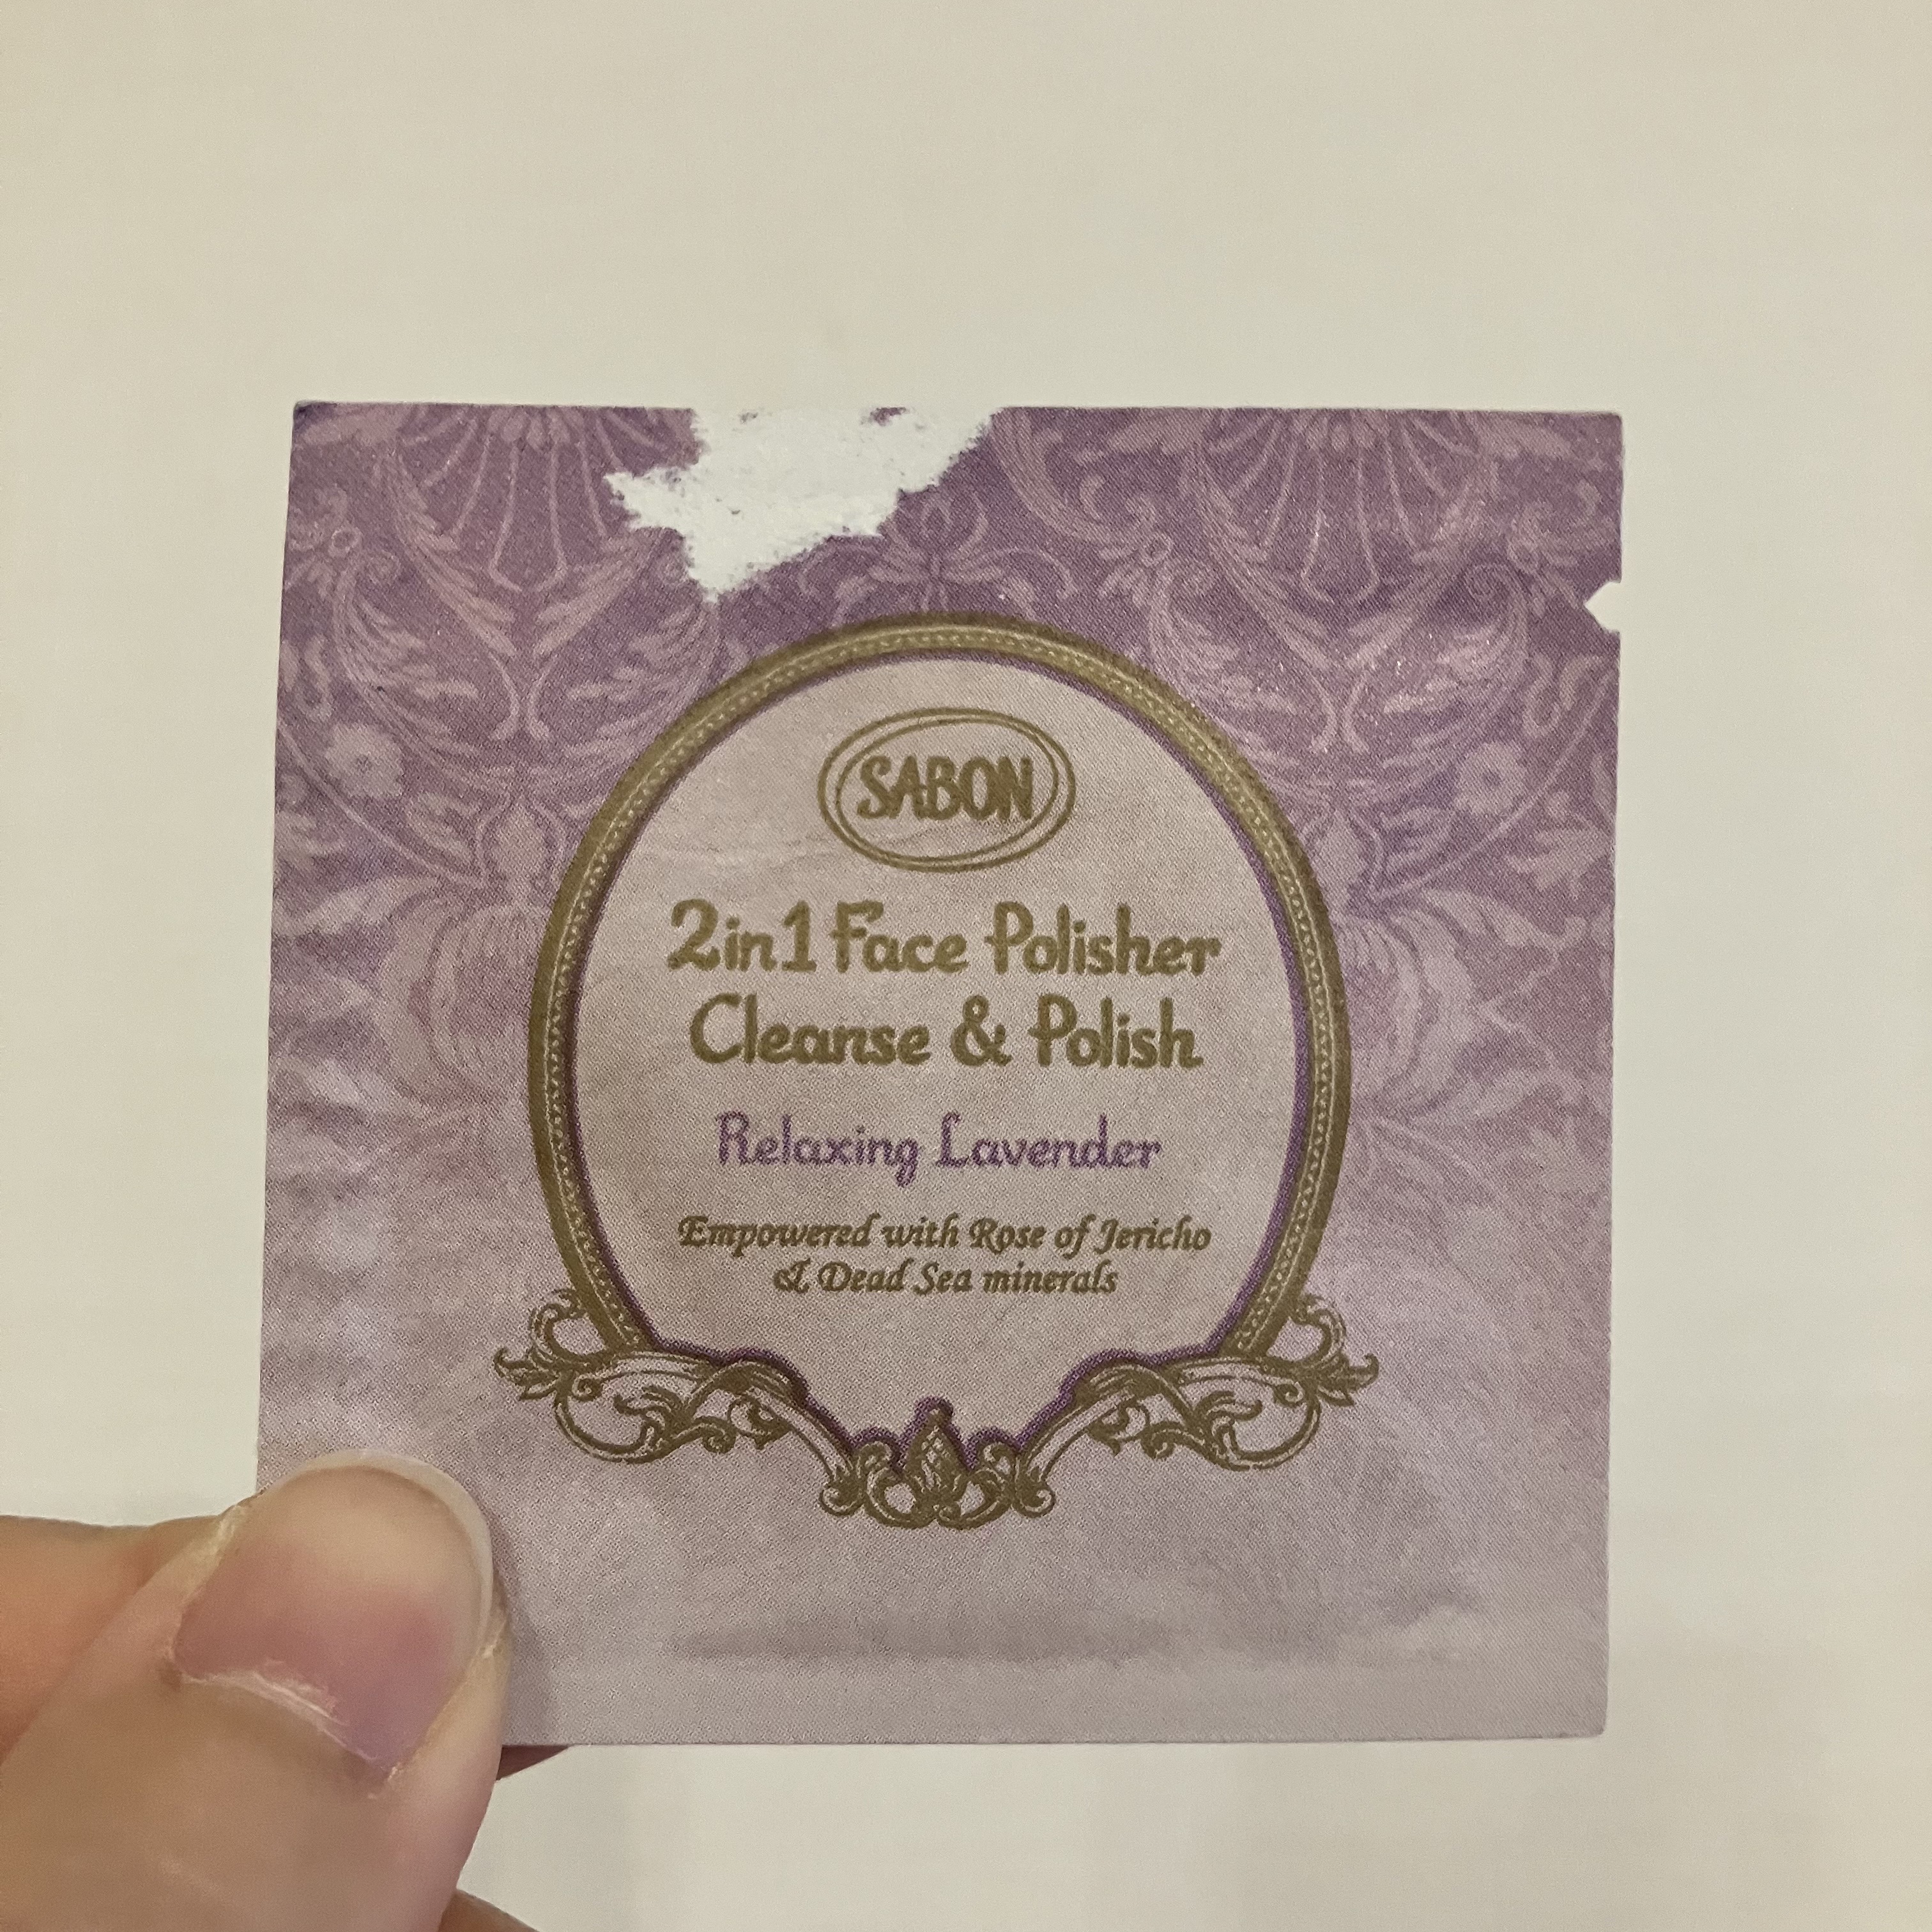 SABON
2in1 Face Polisher
Cleanse & Polish
Relaxing Lavender
Empowered with Rose of Jericho
& Dead Sea minerals